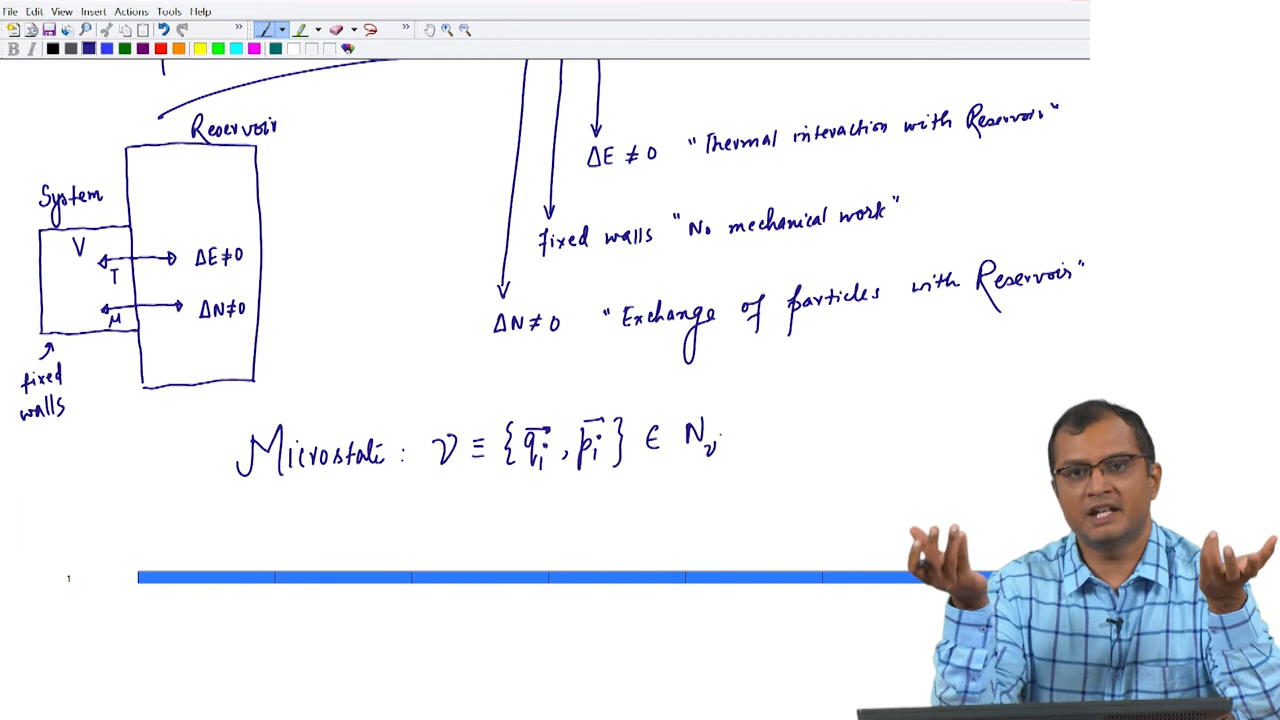 File Edit View Insert Actions Tools Help
B I
Reservoir
System
V
T
ΔE≠0
μ
ΔN≠0
fixed
walls
ΔE ≠ 0 "Thermal interaction with Reservoir"
fixed walls "No mechanical work"
ΔN ≠ 0 "Exchange of particles with Reservoir"
Microstate : ν ≡ {q⃗ᵢ, p⃗ᵢ} ∈ N_ν
1